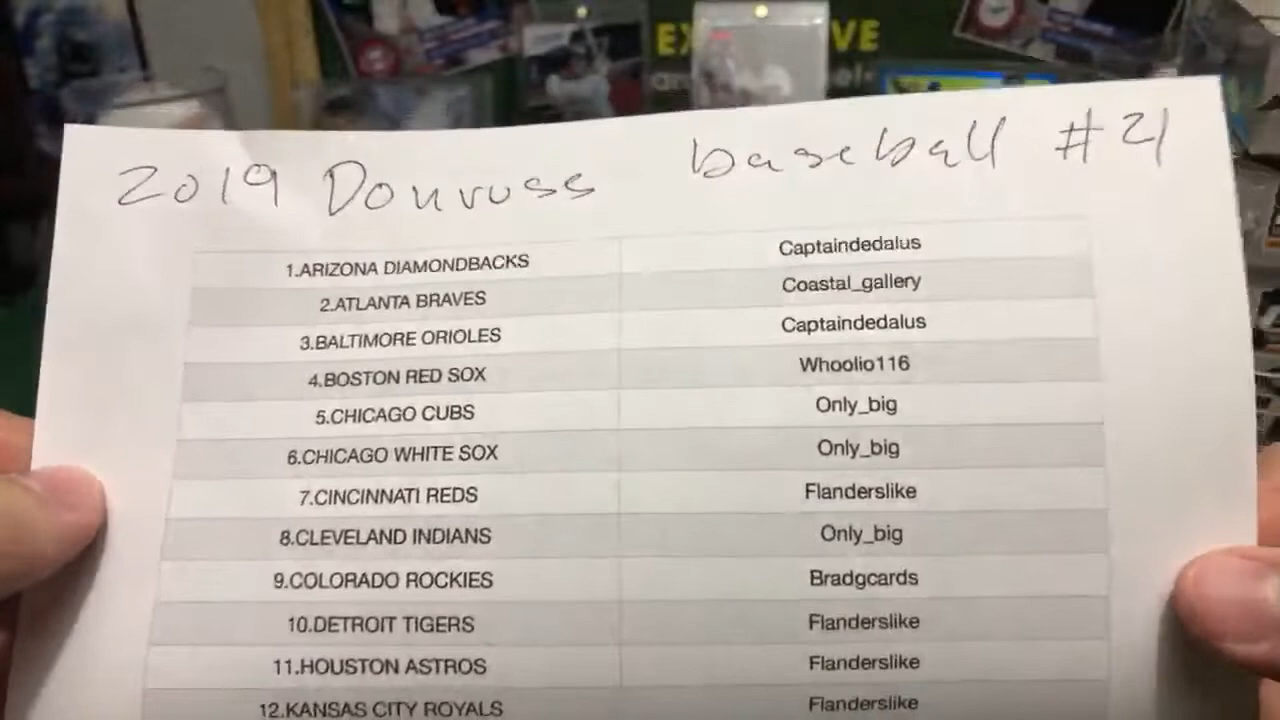 2019 Donruss baseball #21
1.ARIZONA DIAMONDBACKS Captaindedalus
2.ATLANTA BRAVES Coastal_gallery
3.BALTIMORE ORIOLES Captaindedalus
4.BOSTON RED SOX Whoolio116
5.CHICAGO CUBS Only_big
6.CHICAGO WHITE SOX Only_big
7.CINCINNATI REDS Flanderslike
8.CLEVELAND INDIANS Only_big
9.COLORADO ROCKIES Bradgcards
10.DETROIT TIGERS Flanderslike
11.HOUSTON ASTROS Flanderslike
12.KANSAS CITY ROYALS Flanderslike